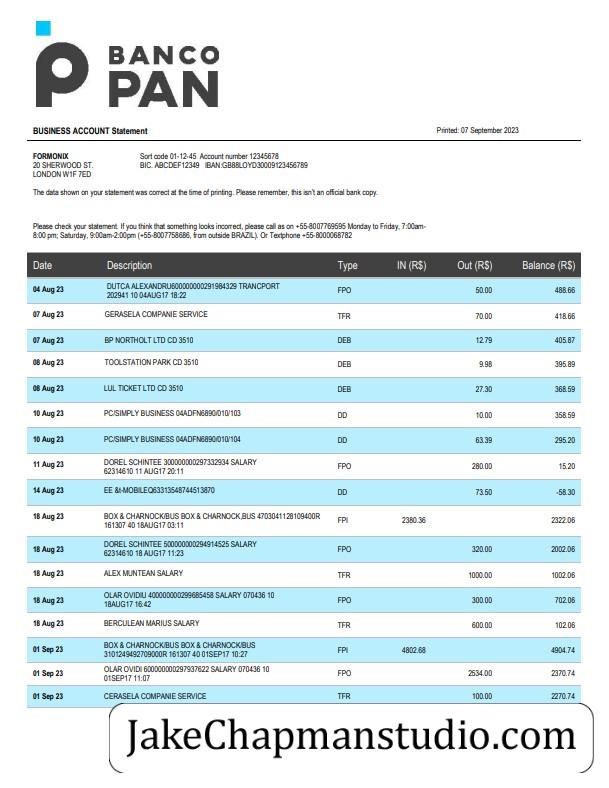 BANCO
PAN
BUSINESS ACCOUNT Statement Printed: 07 September 2023
FORMONIX Sort code 01-12-45 Account number 12345678
20 SHERWOOD ST. BIC. ABCDEF12349 IBAN:GB88LOYD30009123456789
LONDON W1F 7ED
The data shown on your statement was correct at the time of printing. Please remember, this isn't an official bank copy.
Please check your statement. If you think that something looks incorrect, please call as on +55-8007769595 Monday to Friday, 7:00am-
8:00 pm; Saturday, 9:00am-2:00pm (+55-8007758686, from outside BRAZIL). Or Textphone +55-8000068782
Date Description Type IN (R$) Out (R$) Balance (R$)
04 Aug 23 DUTCA ALEXANDRU600000000291984329 TRANCPORT FPO 50.00 488.66
202941 10 04AUG17 18:22
07 Aug 23 GERASELA COMPANIE SERVICE TFR 70.00 418.66
07 Aug 23 BP NORTHOLT LTD CD 3510 DEB 12.79 405.87
08 Aug 23 TOOLSTATION PARK CD 3510 DEB 9.98 395.89
08 Aug 23 LUL TICKET LTD CD 3510 DEB 27.30 368.59
10 Aug 23 PC/SIMPLY BUSINESS 04ADFN6890/010/103 DD 10.00 358.59
10 Aug 23 PC/SIMPLY BUSINESS 04ADFN6890/010/104 DD 63.39 295.20
11 Aug 23 DOREL SCHINTEE 300000000297332934 SALARY FPO 280.00 15.20
62314610 11 AUG17 20:11
14 Aug 23 EE &t-MOBILEQ63313548744513870 DD 73.50 -58.30
18 Aug 23 BOX & CHARNOCK/BUS BOX & CHARNOCK,BUS 4703041128109400R FPI 2380.36 2322.06
161307 40 18AUG17 03:11
18 Aug 23 DOREL SCHINTEE 500000000294914525 SALARY FPO 320.00 2002.06
62314610 18 AUG17 11:23
18 Aug 23 ALEX MUNTEAN SALARY TFR 1000.00 1002.06
18 Aug 23 OLAR OVIDIU 400000000299685458 SALARY 070436 10 FPO 300.00 702.06
18AUG17 16:42
18 Aug 23 BERCULEAN MARIUS SALARY TFR 600.00 102.06
01 Sep 23 BOX & CHARNOCK/BUS BOX & CHARNOCK/BUS FPI 4802.68 4904.74
3101249492709000R 161307 40 01SEP17 10:27
01 Sep 23 OLAR OVIDI 600000000297937622 SALARY 070436 10 FPO 2534.00 2370.74
01SEP17 11:07
01 Sep 23 CERASELA COMPANIE SERVICE TFR 100.00 2270.74
JakeChapmanstudio.com